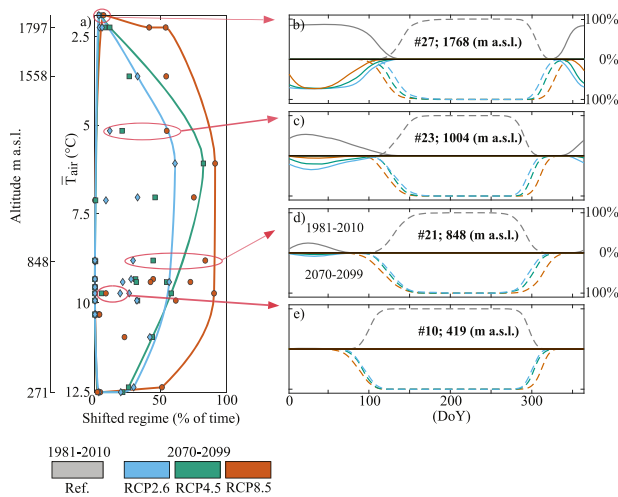 a)
1797
1558
848
271
Altitude m a.s.l.
2.5
5
7.5
10
12.5
T̅air (°C)
0 50 100
Shifted regime (% of time)
b)
#27; 1768 (m a.s.l.)
100%
0%
100%
c)
#23; 1004 (m a.s.l.)
d)
1981-2010
#21; 848 (m a.s.l.)
2070-2099
100%
0%
100%
e)
#10; 419 (m a.s.l.)
0 100 200 300
(DoY)
1981-2010 2070-2099
Ref. RCP2.6 RCP4.5 RCP8.5